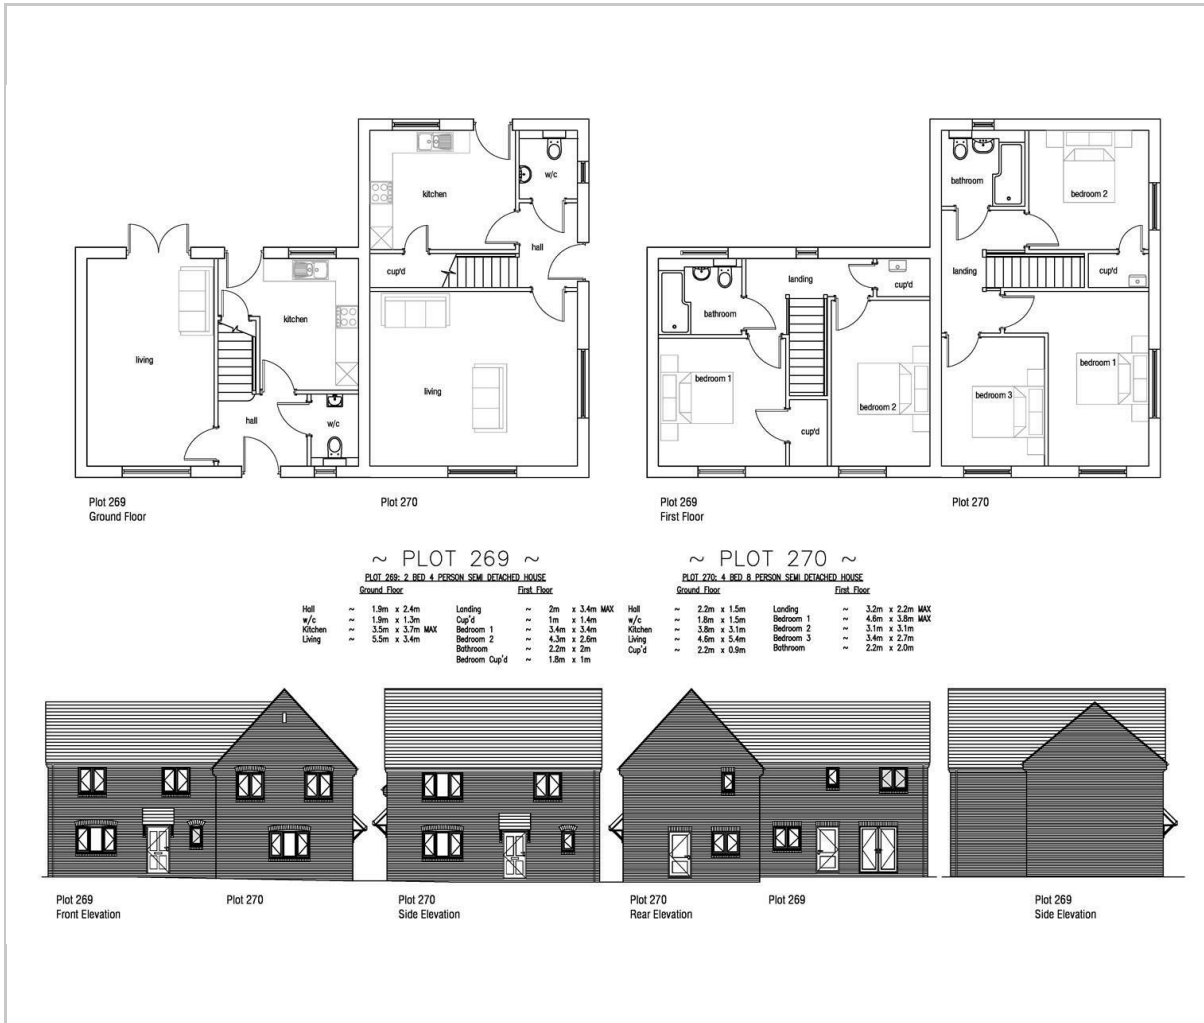 kitchen
w/c
hall
cup'd
living
kitchen
living
hall
w/c
Plot 269
Ground Floor
Plot 270
bathroom
bedroom 2
landing
cup'd
landing
cup'd
bathroom
bedroom 1
bedroom 2
cup'd
bedroom 3
bedroom 1
Plot 269
First Floor
Plot 270
~ PLOT 269 ~
PLOT 269: 2 BED 4 PERSON SEMI DETACHED HOUSE
Ground Floor
Hall ~ 1.9m x 2.4m
w/c ~ 1.9m x 1.3m
Kitchen ~ 3.5m x 3.7m MAX
Living ~ 5.5m x 3.4m
First Floor
Landing ~ 2m x 3.4m MAX
Cup'd ~ 1m x 1.4m
Bedroom 1 ~ 3.4m x 3.4m
Bedroom 2 ~ 4.3m x 2.6m
Bathroom ~ 2.2m x 2m
Bedroom Cup'd ~ 1.8m x 1m
~ PLOT 270 ~
PLOT 270: 4 BED 8 PERSON SEMI DETACHED HOUSE
Ground Floor
Hall ~ 2.2m x 1.5m
w/c ~ 1.8m x 1.5m
Kitchen ~ 3.8m x 3.1m
Living ~ 4.6m x 5.4m
Cup'd ~ 2.2m x 0.9m
First Floor
Landing ~ 3.2m x 2.2m MAX
Bedroom 1 ~ 4.6m x 3.8m MAX
Bedroom 2 ~ 3.1m x 3.1m
Bedroom 3 ~ 3.4m x 2.7m
Bathroom ~ 2.2m x 2.0m
Plot 269
Front Elevation
Plot 270
Plot 270
Side Elevation
Plot 270
Rear Elevation
Plot 269
Plot 269
Side Elevation